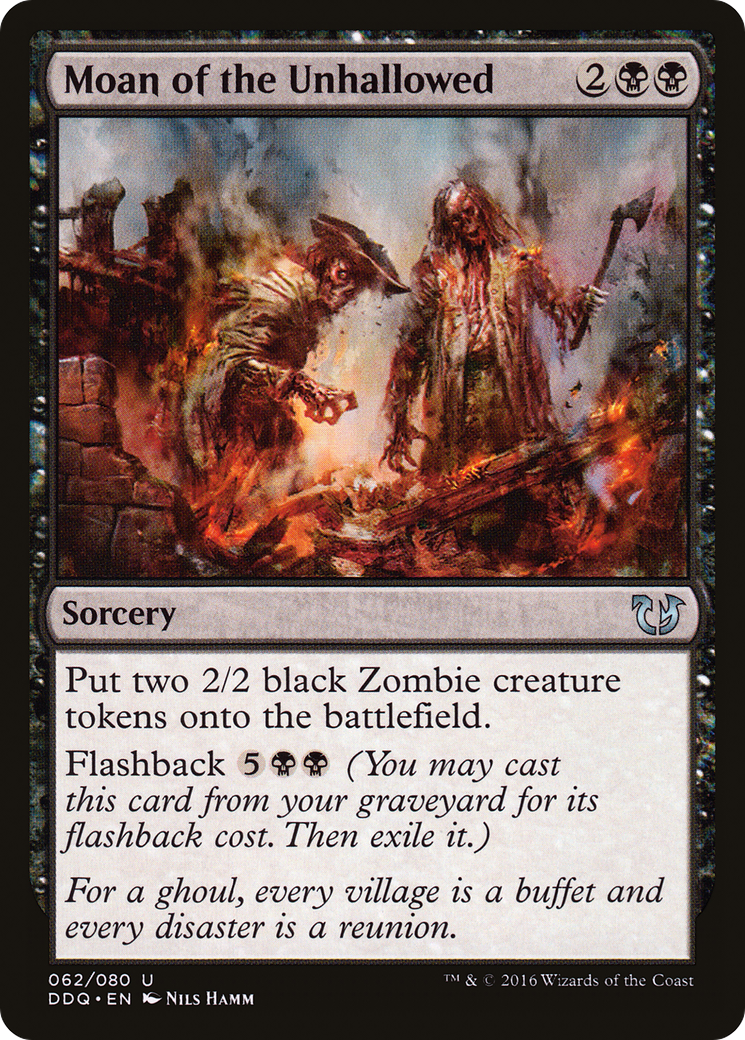 Moan of the Unhallowed 2
Sorcery
Put two 2/2 black Zombie creature
tokens onto the battlefield.
Flashback 5 (You may cast
this card from your graveyard for its
flashback cost. Then exile it.)
For a ghoul, every village is a buffet and
every disaster is a reunion.
062/080 U
™ & © 2016 Wizards of the Coast
DDQ • EN Nils Hamm